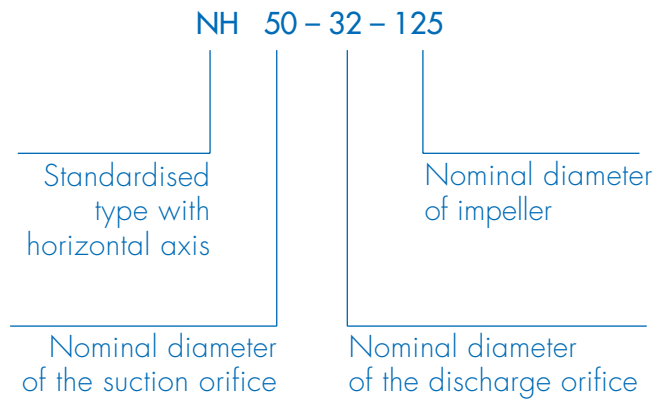 NH 50 – 32 – 125
Standardised
type with
horizontal axis
Nominal diameter
of impeller
Nominal diameter
of the suction orifice
Nominal diameter
of the discharge orifice